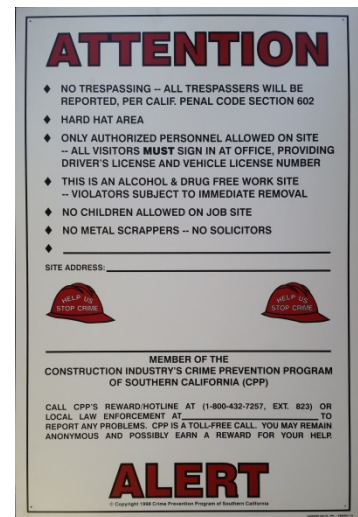 ATTENTION
♦ NO TRESPASSING -- ALL TRESPASSERS WILL BE
REPORTED, PER CALIF. PENAL CODE SECTION 602
♦ HARD HAT AREA
♦ ONLY AUTHORIZED PERSONNEL ALLOWED ON SITE
-- ALL VISITORS MUST SIGN IN AT OFFICE, PROVIDING
DRIVER'S LICENSE AND VEHICLE LICENSE NUMBER
♦ THIS IS AN ALCOHOL & DRUG FREE WORK SITE
-- VIOLATORS SUBJECT TO IMMEDIATE REMOVAL
♦ NO CHILDREN ALLOWED ON JOB SITE
♦ NO METAL SCRAPPERS -- NO SOLICITORS
♦
SITE ADDRESS:
HELP US
STOP CRIME
HELP US
STOP CRIME
MEMBER OF THE
CONSTRUCTION INDUSTRY'S CRIME PREVENTION PROGRAM
OF SOUTHERN CALIFORNIA (CPP)
CALL CPP'S REWARD/HOTLINE AT (1-800-432-7257, EXT. 823) OR
LOCAL LAW ENFORCEMENT AT TO
REPORT ANY PROBLEMS. CPP IS A TOLL-FREE CALL. YOU MAY REMAIN
ANONYMOUS AND POSSIBLY EARN A REWARD FOR YOUR HELP.
ALERT
© Copyright 1998 Crime Prevention Program of Southern California